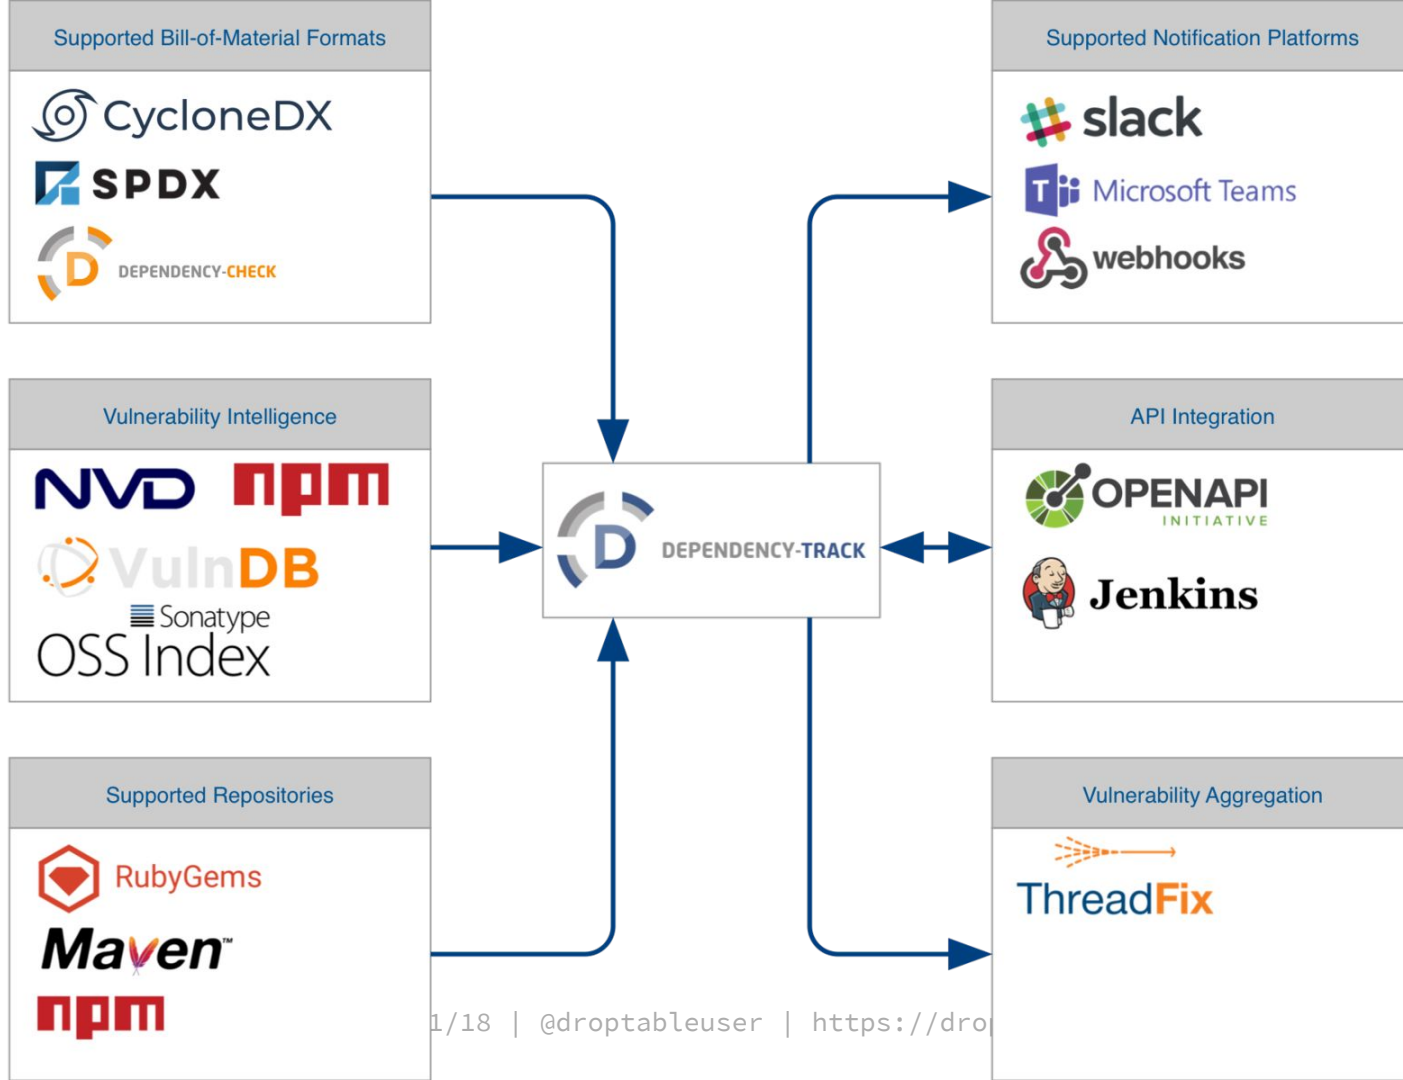 Supported Bill-of-Material Formats
CycloneDX
SPDX
DEPENDENCY-CHECK
Vulnerability Intelligence
NVD npm
VulnDB
Sonatype
OSS Index
Supported Repositories
RubyGems
Maven™
npm
DEPENDENCY-TRACK
Supported Notification Platforms
slack
Microsoft Teams
webhooks
API Integration
OPENAPI
INITIATIVE
Jenkins
Vulnerability Aggregation
ThreadFix
1/18 | @droptableuser | https://drop